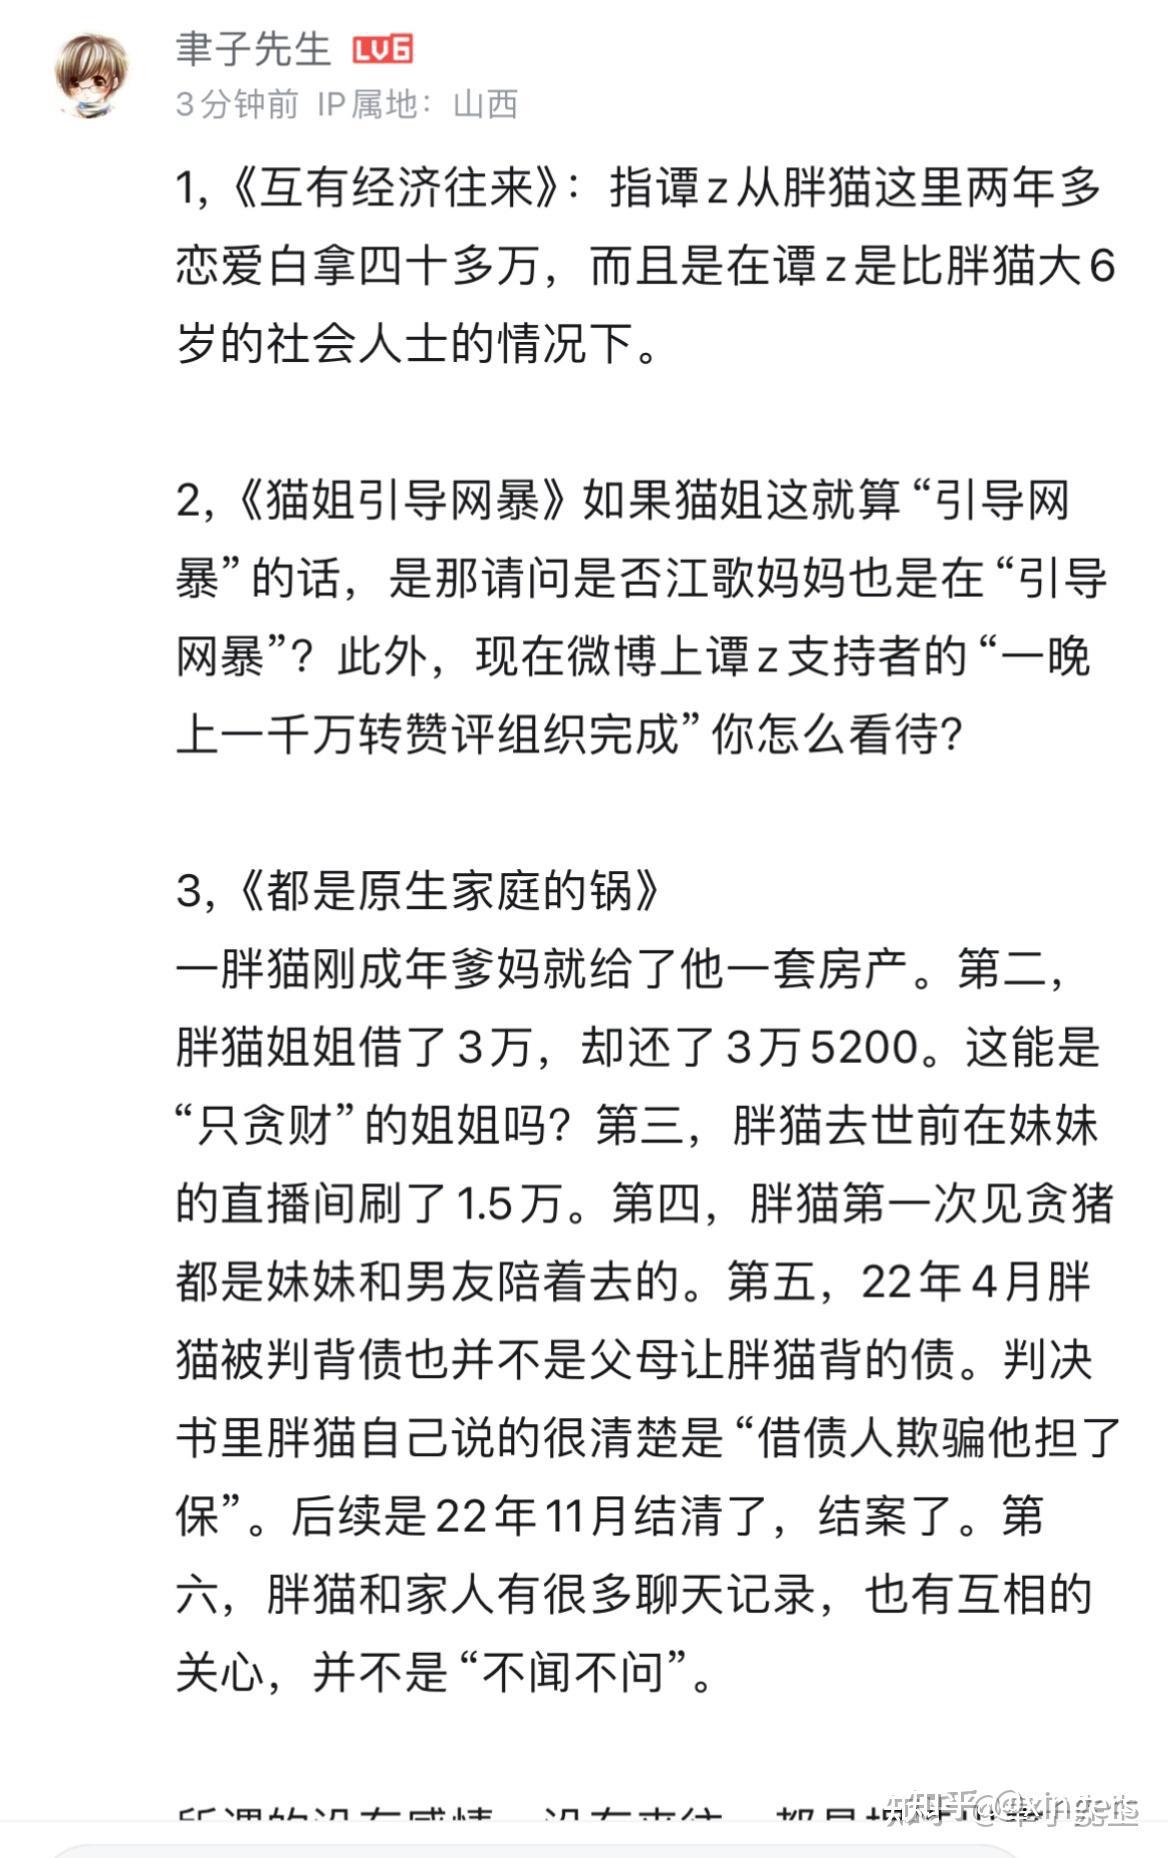 聿子先生 LV6
3分钟前 IP属地：山西
1,《互有经济往来》：指谭z从胖猫这里两年多
恋爱白拿四十多万，而且是在谭z是比胖猫大6
岁的社会人士的情况下。
2,《猫姐引导网暴》如果猫姐这就算“引导网
暴”的话，是那请问是否江歌妈妈也是在“引导
网暴”？此外，现在微博上谭z支持者的“一晚
上一千万转赞评组织完成”你怎么看待？
3,《都是原生家庭的锅》
一胖猫刚成年爹妈就给了他一套房产。第二，
胖猫姐姐借了3万，却还了3万5200。这能是
“只贪财”的姐姐吗？第三，胖猫去世前在妹妹
的直播间刷了1.5万。第四，胖猫第一次见贪猪
都是妹妹和男友陪着去的。第五，22年4月胖
猫被判背债也并不是父母让胖猫背的债。判决
书里胖猫自己说的很清楚是“借债人欺骗他担了
保”。后续是22年11月结清了，结案了。第
六，胖猫和家人有很多聊天记录，也有互相的
关心，并不是“不闻不问”。
所谓的没有感情，没有来往，都是
知乎